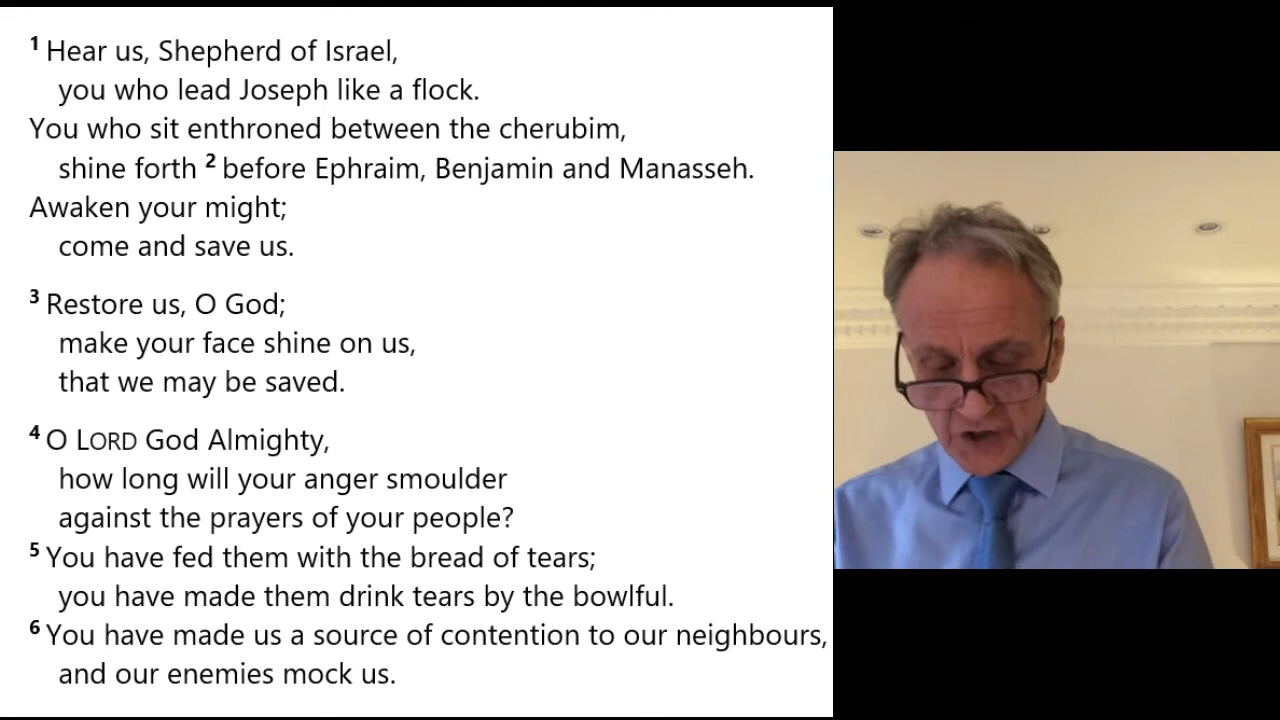 1 Hear us, Shepherd of Israel,
you who lead Joseph like a flock.
You who sit enthroned between the cherubim,
shine forth 2 before Ephraim, Benjamin and Manasseh.
Awaken your might;
come and save us.
3 Restore us, O God;
make your face shine on us,
that we may be saved.
4 O LORD God Almighty,
how long will your anger smoulder
against the prayers of your people?
5 You have fed them with the bread of tears;
you have made them drink tears by the bowlful.
6 You have made us a source of contention to our neighbours,
and our enemies mock us.